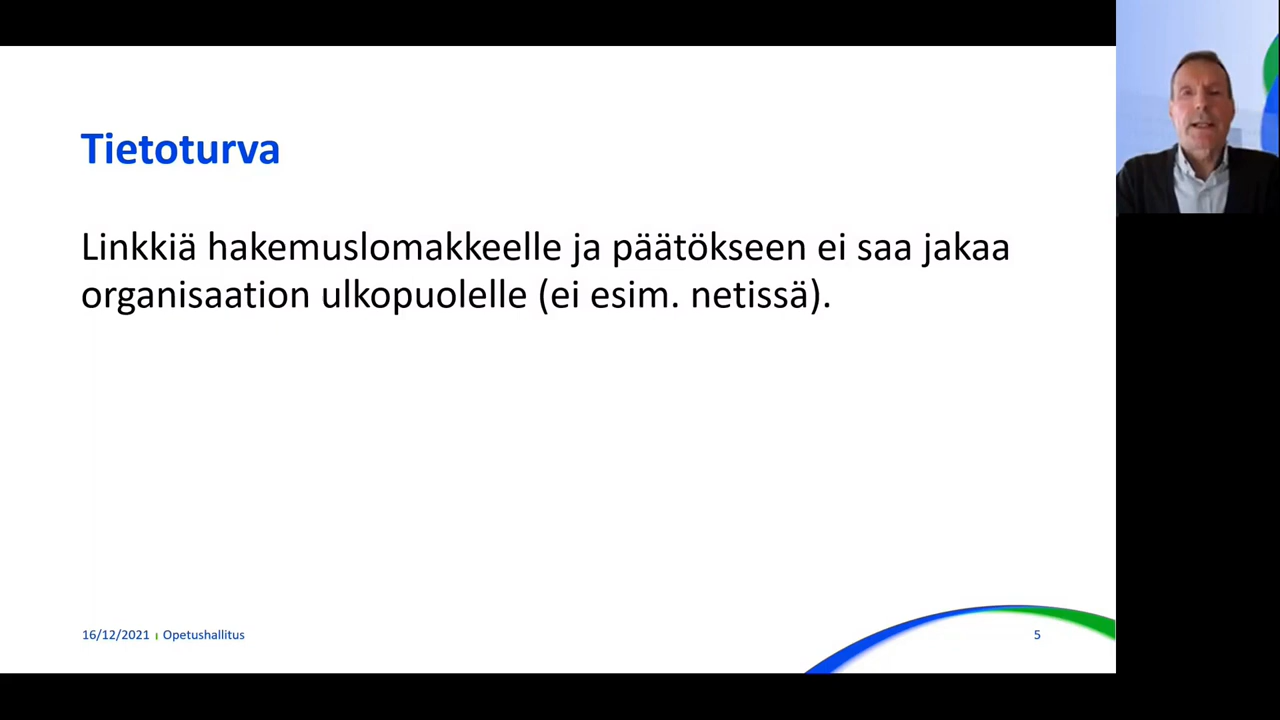 Tietoturva
Linkkiä hakemuslomakkeelle ja päätökseen ei saa jakaa
organisaation ulkopuolelle (ei esim. netissä).
16/12/2021 | Opetushallitus 5